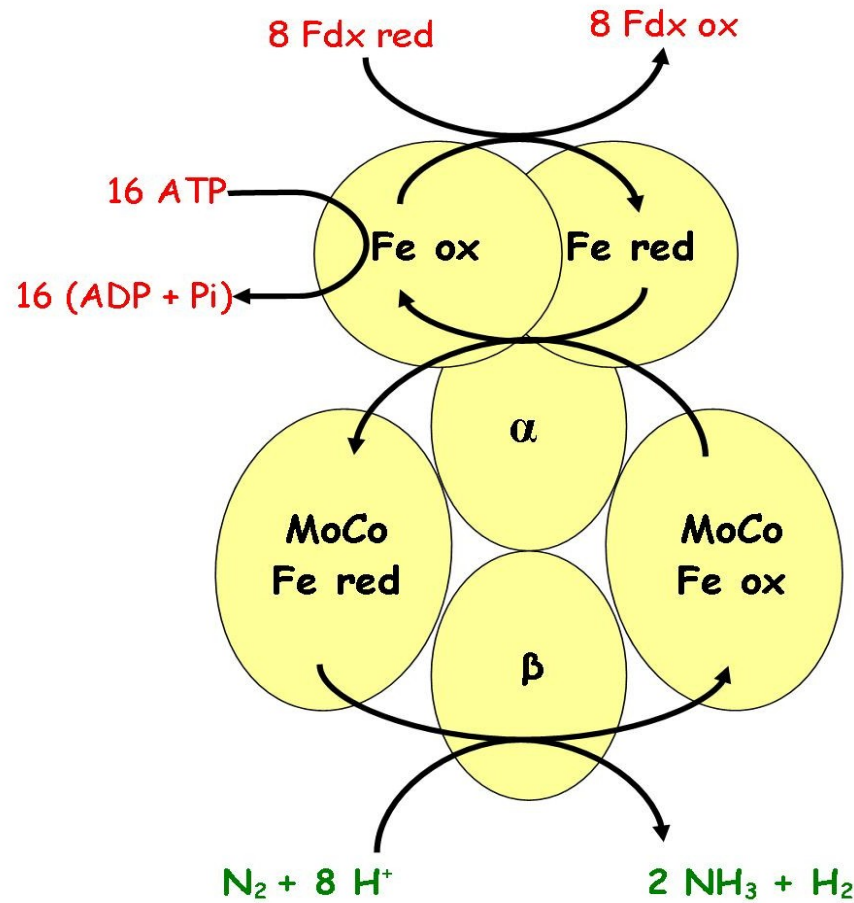 8 Fdx red
8 Fdx ox
16 ATP
Fe ox
Fe red
16 (ADP + Pi)
α
MoCo
Fe red
MoCo
Fe ox
β
N₂ + 8 H⁺
2 NH₃ + H₂